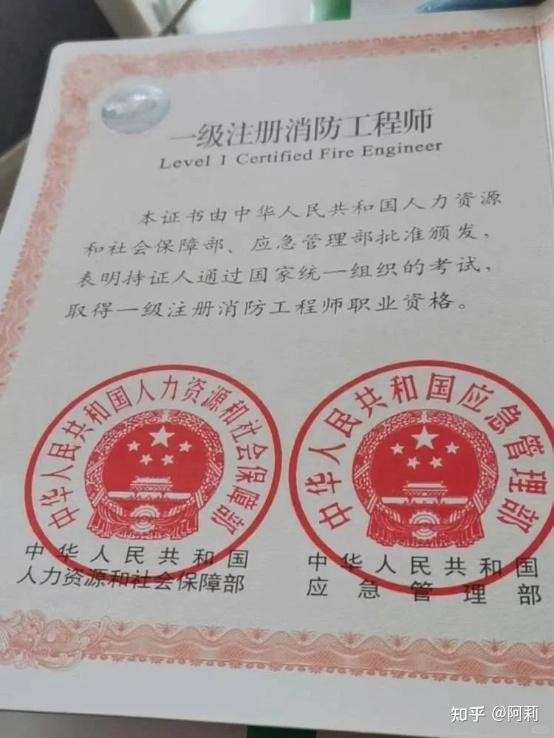 一级注册消防工程师
Level 1 Certified Fire Engineer
本证书由中华人民共和国人力资源
和社会保障部、应急管理部批准颁发，
表明持证人通过国家统一组织的考试，
取得一级注册消防工程师职业资格。
中华人民共和国人力资源和社会保障部
中华人民共和国应急管理部
中华人民共和国
人力资源和社会保障部
中华人民共和国
应急管理部
知乎 @阿莉